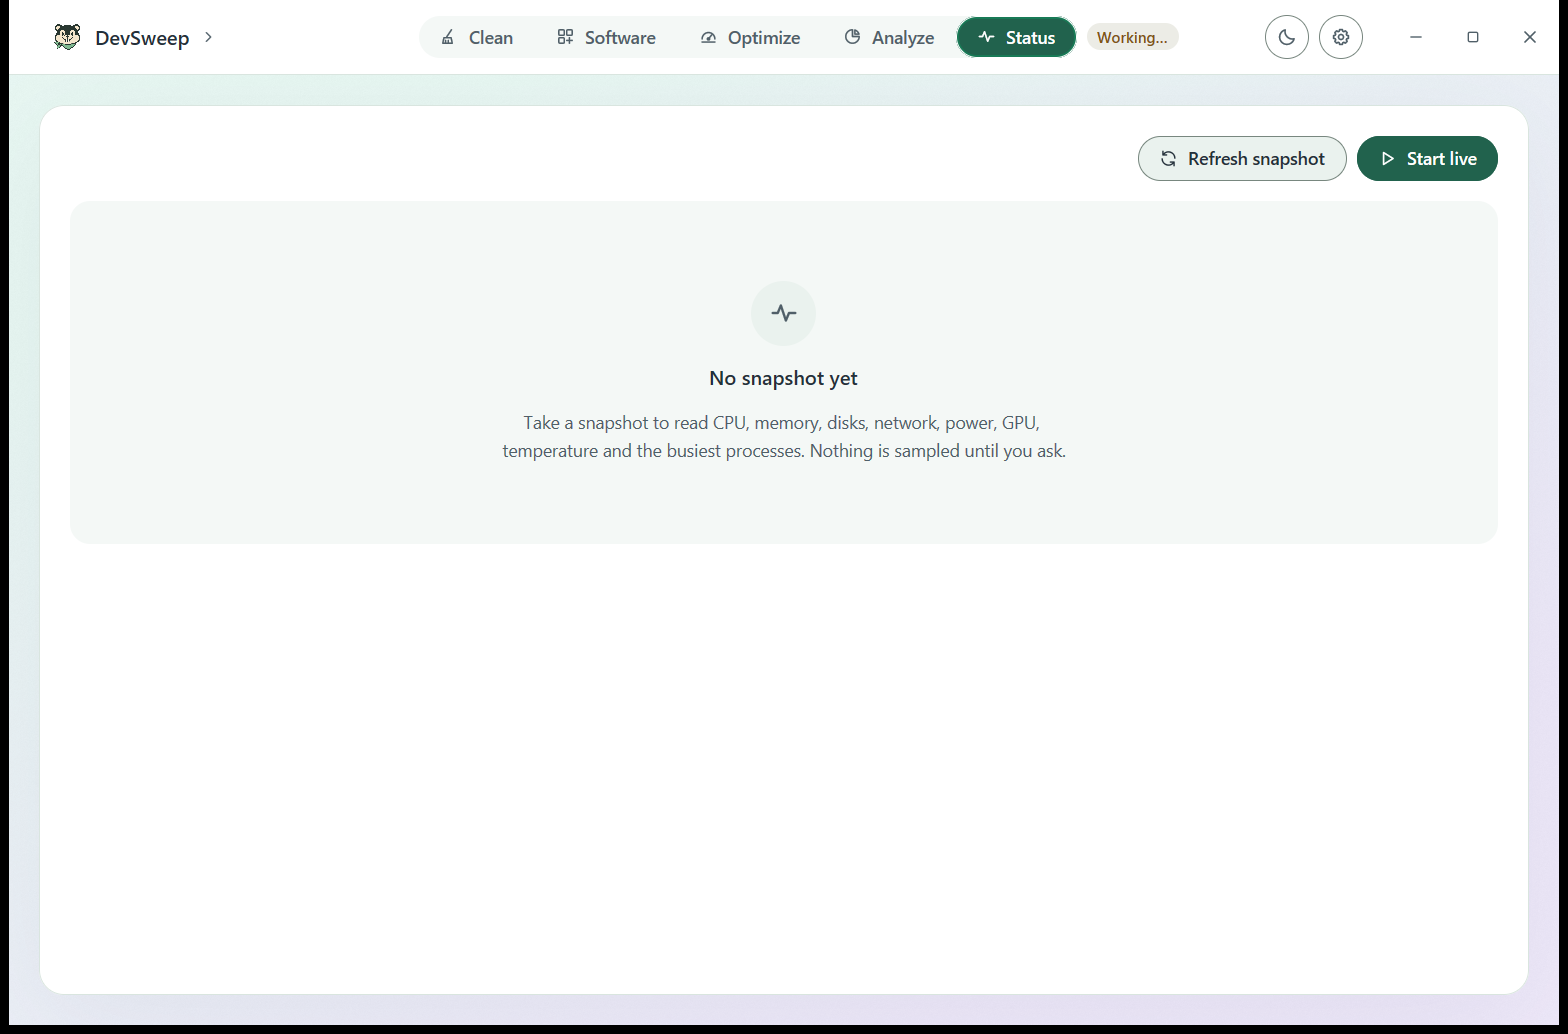 DevSweep
Clean
Software
Optimize
Analyze
Status
Working...
Refresh snapshot
Start live
No snapshot yet
Take a snapshot to read CPU, memory, disks, network, power, GPU,
temperature and the busiest processes. Nothing is sampled until you ask.